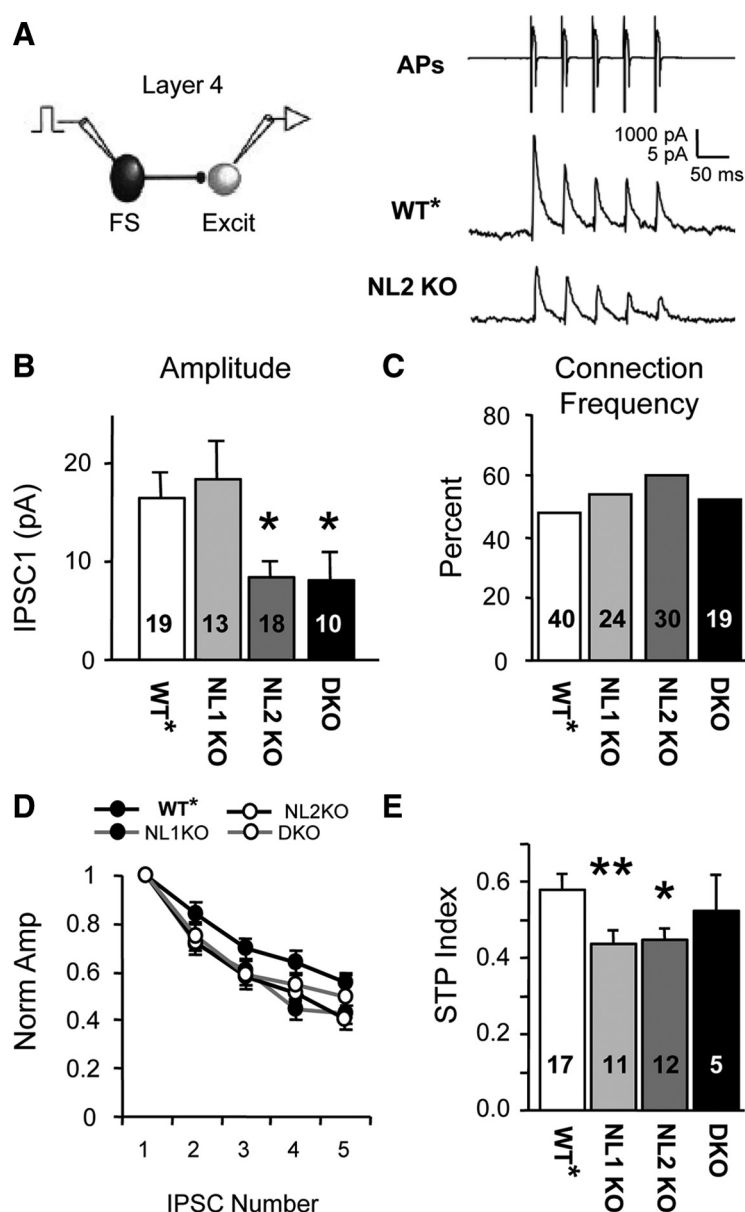 A
Layer 4
FS
Excit
APs
1000 pA
5 pA
50 ms
WT*
NL2 KO
B
Amplitude
IPSC1 (pA)
20
10
0
19
13
18
10
*
*
WT*
NL1 KO
NL2 KO
DKO
C
Connection
Frequency
Percent
80
60
40
20
0
40
24
30
19
WT*
NL1 KO
NL2 KO
DKO
D
WT*
NL2KO
NL1KO
DKO
Norm Amp
1
0.8
0.6
0.4
0.2
0
1 2 3 4 5
IPSC Number
E
STP Index
0.6
0.4
0.2
0.0
**
*
17
11
12
5
WT*
NL1 KO
NL2 KO
DKO